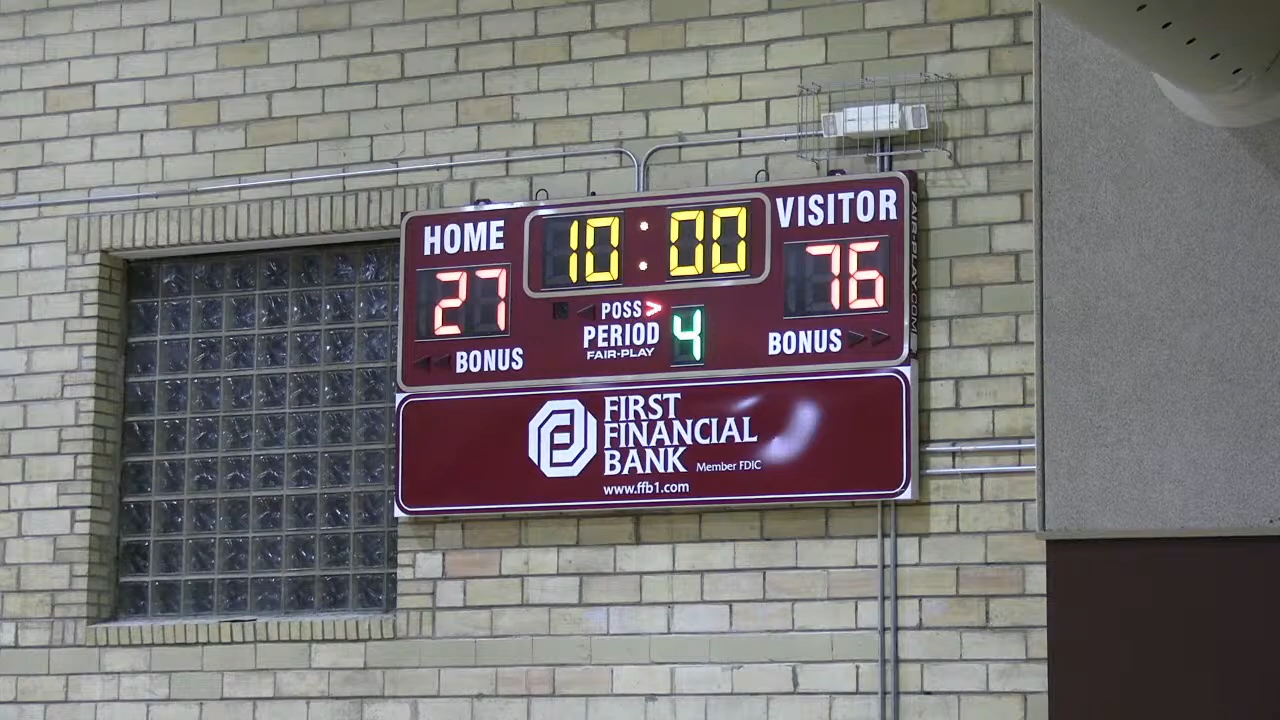 HOME
10:00
VISITOR
27
76
POSS >
PERIOD 4
FAIR-PLAY
BONUS
BONUS
FIRST
FINANCIAL
BANK Member FDIC
www.ffb1.com
FAIR-PLAY.COM